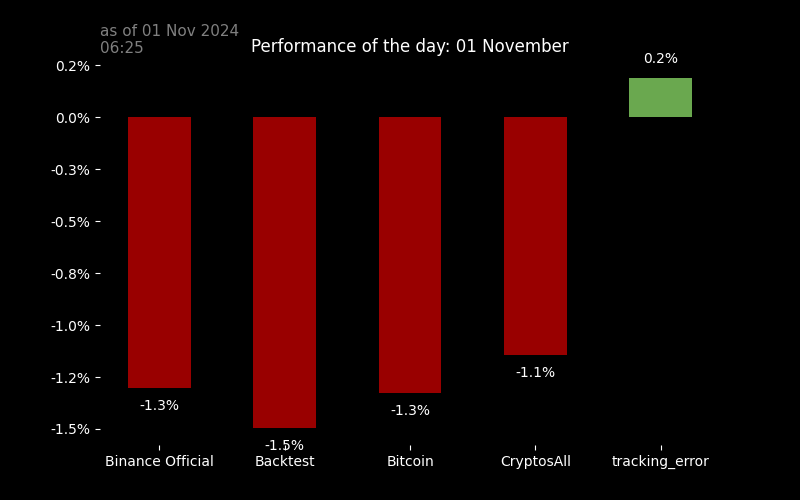 as of 01 Nov 2024
06:25
Performance of the day: 01 November
0.2%
0.2%
0.0%
-0.3%
-0.5%
-0.8%
-1.0%
-1.2%
-1.5%
-1.3%
-1.5%
-1.3%
-1.1%
Binance Official
Backtest
Bitcoin
CryptosAll
tracking_error